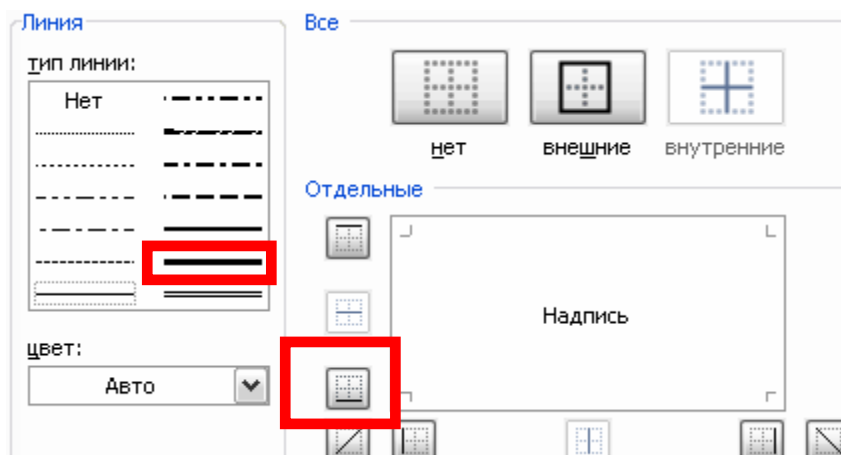 Линия
тип линии:
Нет
цвет:
Авто
Все
нет внешние внутренние
Отдельные
Надпись